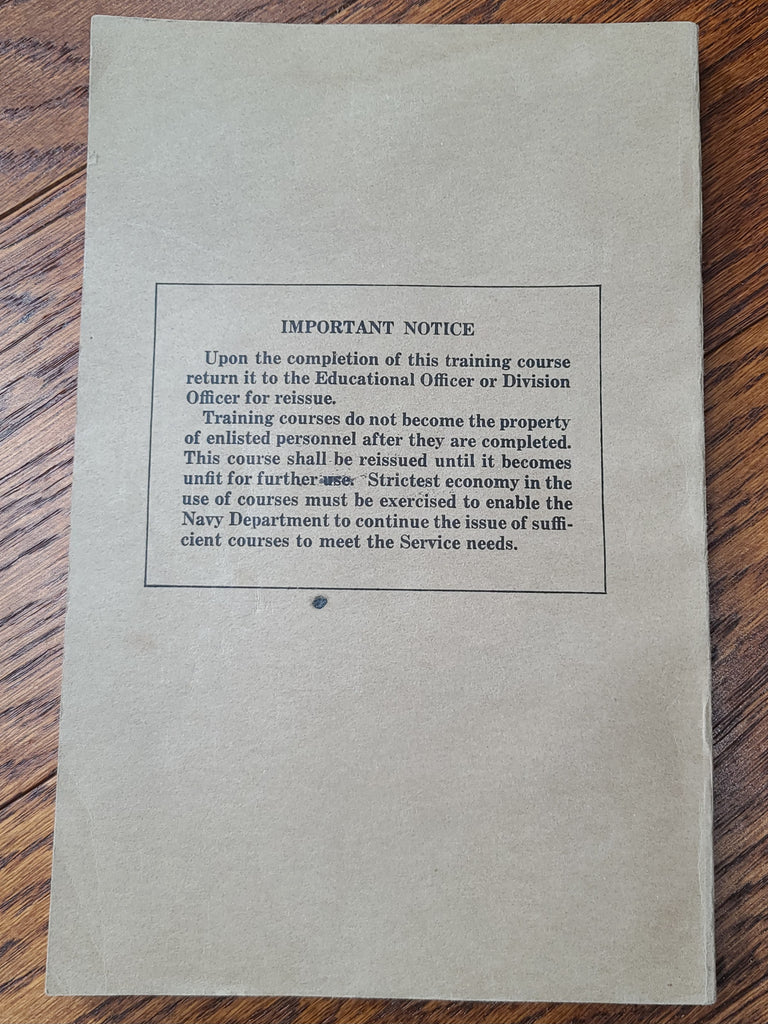 IMPORTANT NOTICE
Upon the completion of this training course
return it to the Educational Officer or Division
Officer for reissue.
Training courses do not become the property
of enlisted personnel after they are completed.
This course shall be reissued until it becomes
unfit for further use. Strictest economy in the
use of courses must be exercised to enable the
Navy Department to continue the issue of suffi-
cient courses to meet the Service needs.